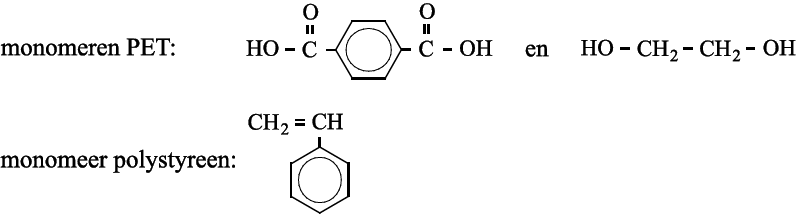 O O
monomeren PET: HO – C C – OH en HO – CH₂ – CH₂ – OH
CH₂ = CH
monomeer polystyreen: